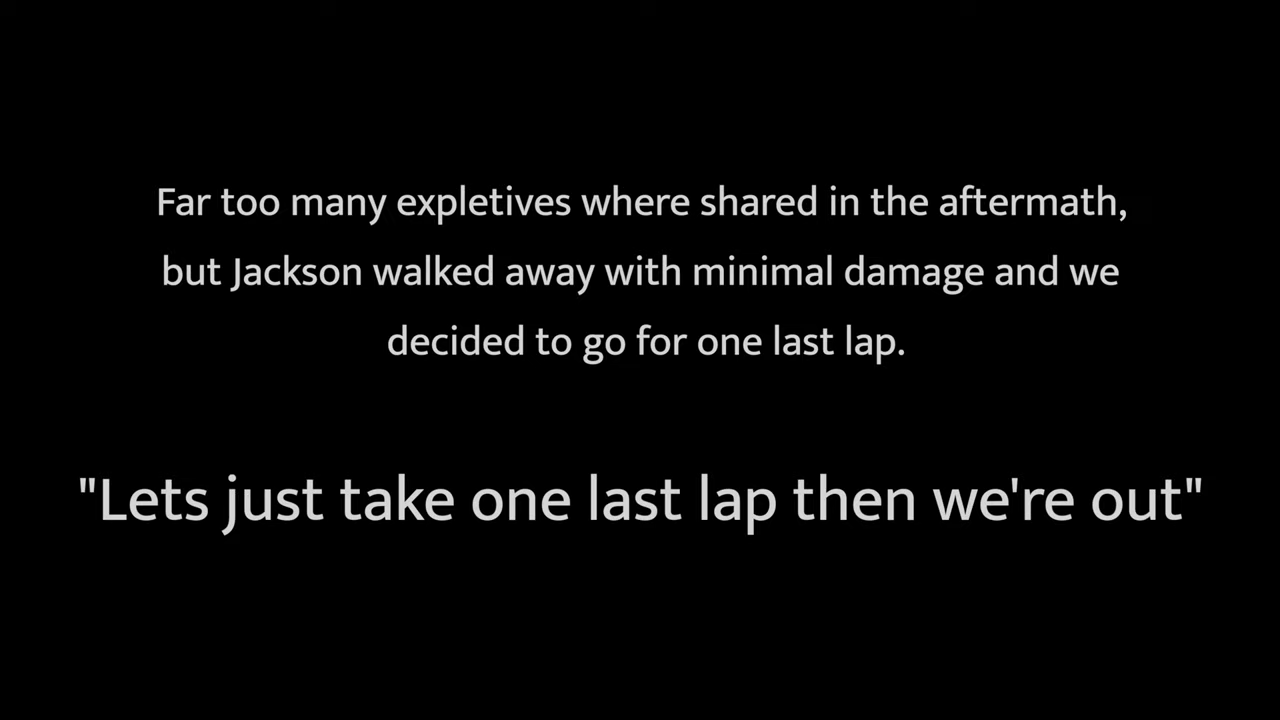 Far too many expletives where shared in the aftermath,
but Jackson walked away with minimal damage and we
decided to go for one last lap.
"Lets just take one last lap then we're out"